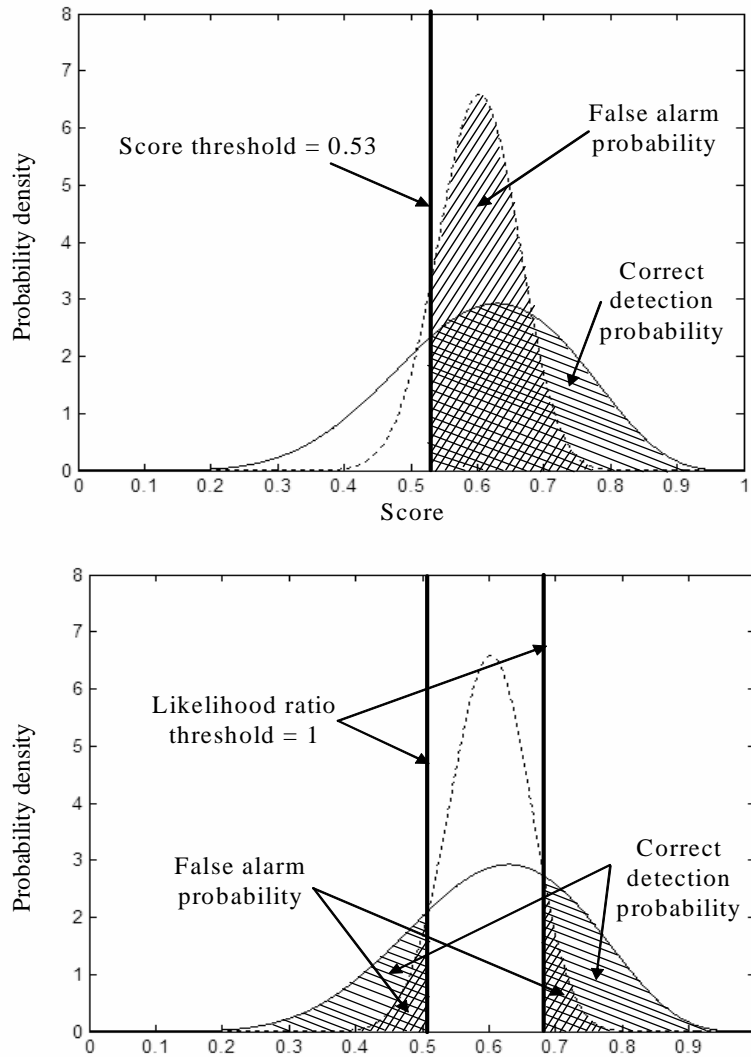 8
7
6
5
4
3
2
1
0
Probability density
Score threshold = 0.53
False alarm
probability
Correct
detection
probability
0 0.1 0.2 0.3 0.4 0.5 0.6 0.7 0.8 0.9 1
Score
8
7
6
5
4
3
2
1
0
Probability density
Likelihood ratio
threshold = 1
False alarm
probability
Correct
detection
probability
0 0.1 0.2 0.3 0.4 0.5 0.6 0.7 0.8 0.9